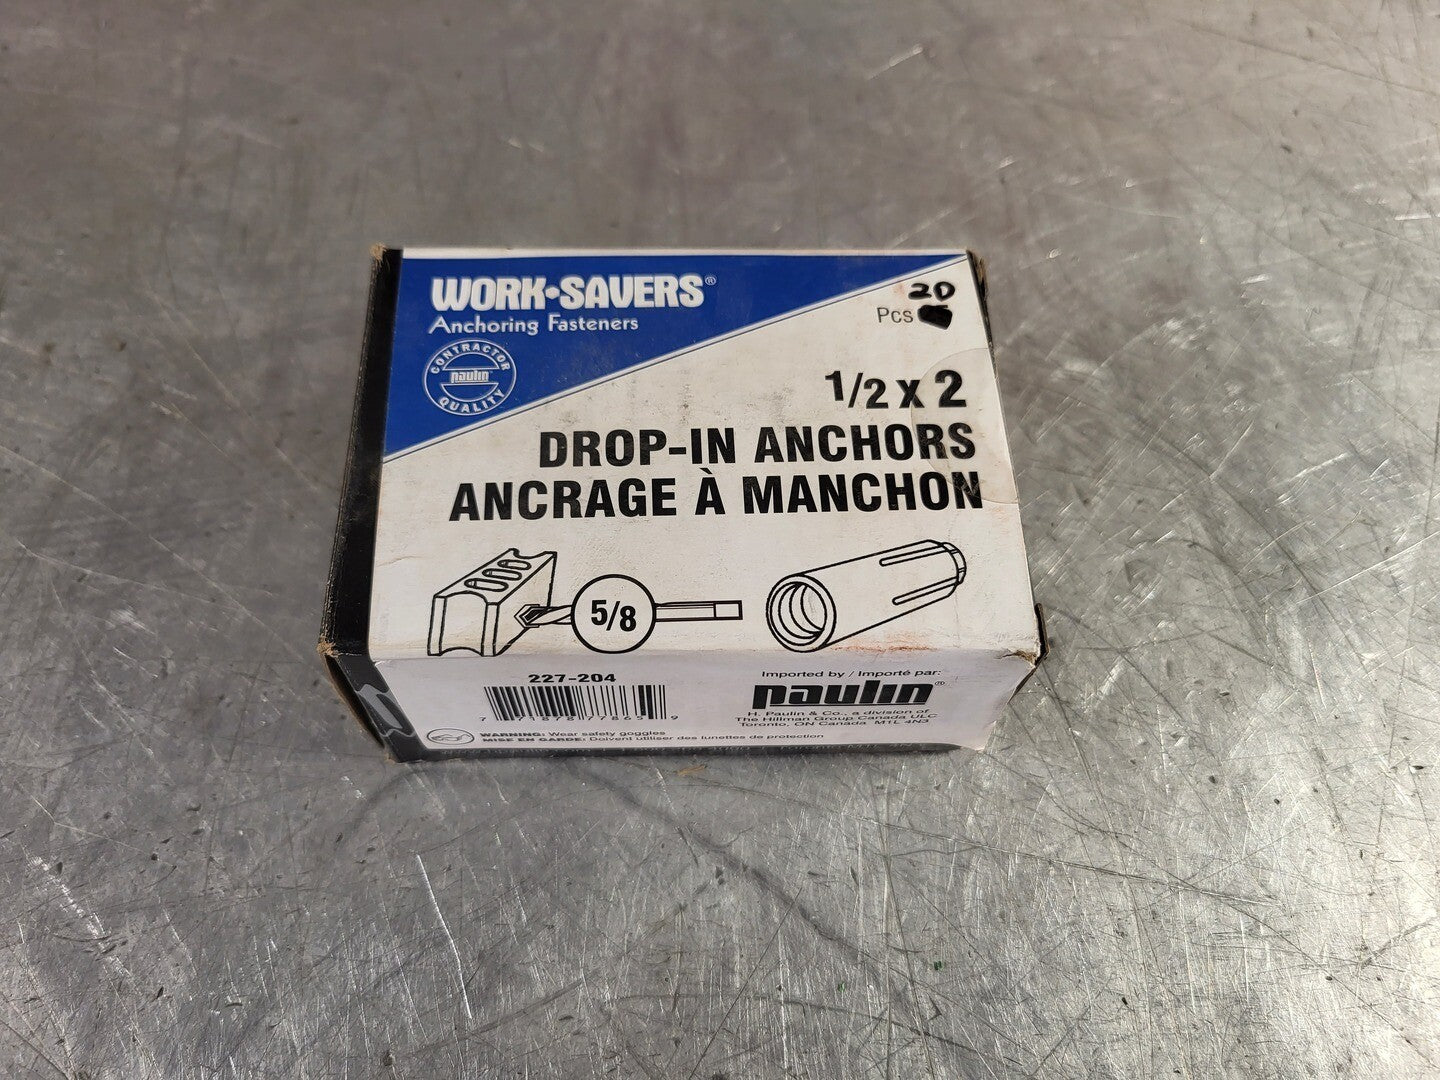 WORK•SAVERS®
Anchoring Fasteners
CONTRACTOR
paulin
QUALITY
20
Pcs
1/2 x 2
DROP-IN ANCHORS
ANCRAGE À MANCHON
5/8
227-204
Imported by / Importé par:
paulin®
H. Paulin & Co., a division of
The Hillman Group Canada ULC
Toronto, ON Canada M1L 4N3
WARNING: Wear safety goggles
MISE EN GARDE: Doivent utiliser des lunettes de protection